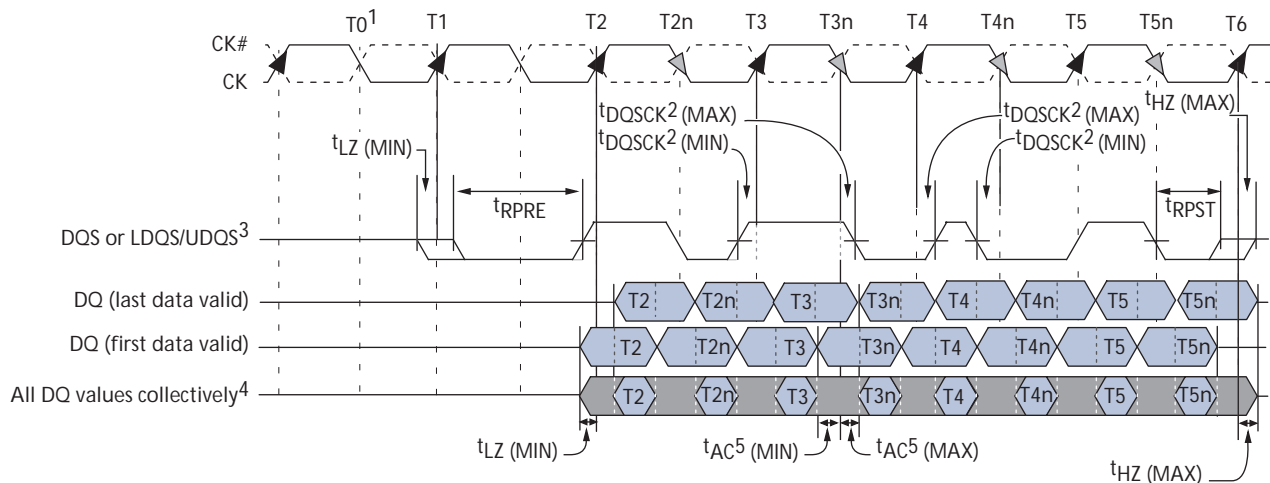 T0¹ T1 T2 T2n T3 T3n T4 T4n T5 T5n T6
CK#
CK
tHZ (MAX)
tDQSCK² (MAX) tDQSCK² (MAX)
tDQSCK² (MIN) tDQSCK² (MIN)
tLZ (MIN)
tRPRE tRPST
DQS or LDQS/UDQS³
DQ (last data valid) T2 T2n T3 T3n T4 T4n T5 T5n
DQ (first data valid) T2 T2n T3 T3n T4 T4n T5 T5n
All DQ values collectively⁴ T2 T2n T3 T3n T4 T4n T5 T5n
tLZ (MIN) tAC⁵ (MIN) tAC⁵ (MAX)
tHZ (MAX)